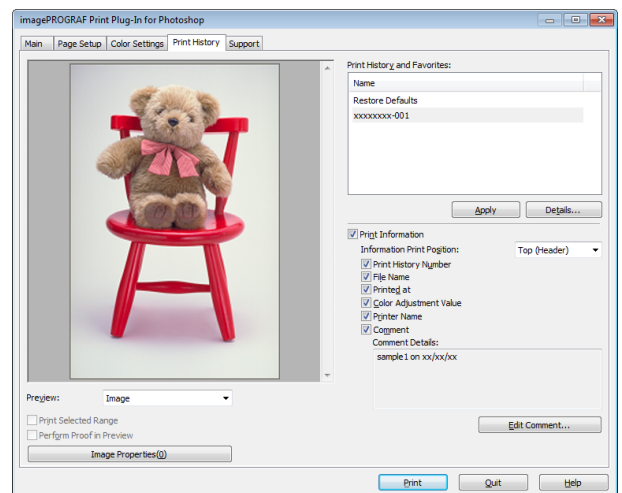 imagePROGRAF Print Plug-In for Photoshop
Main Page Setup Color Settings Print History Support
Print History and Favorites:
Name
Restore Defaults
xxxxxxxx-001
Apply Details...
Print Information
Information Print Position: Top (Header)
Print History Number
File Name
Printed at
Color Adjustment Value
Printer Name
Comment
Comment Details:
sample1 on xx/xx/xx
Preview: Image
Print Selected Range
Perform Proof in Preview
Edit Comment...
Image Properties(0)
Print Quit Help